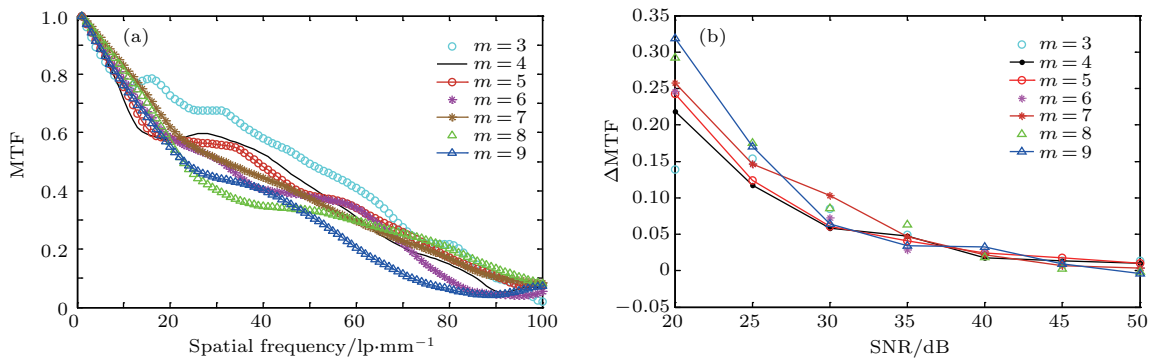 (a)
MTF
1.0
0.8
0.6
0.4
0.2
0
m = 3
m = 4
m = 5
m = 6
m = 7
m = 8
m = 9
0 20 40 60 80 100
Spatial frequency/lp·mm⁻¹
(b)
ΔMTF
0.35
0.30
0.25
0.20
0.15
0.10
0.05
0
−0.05
m = 3
m = 4
m = 5
m = 6
m = 7
m = 8
m = 9
20 25 30 35 40 45 50
SNR/dB